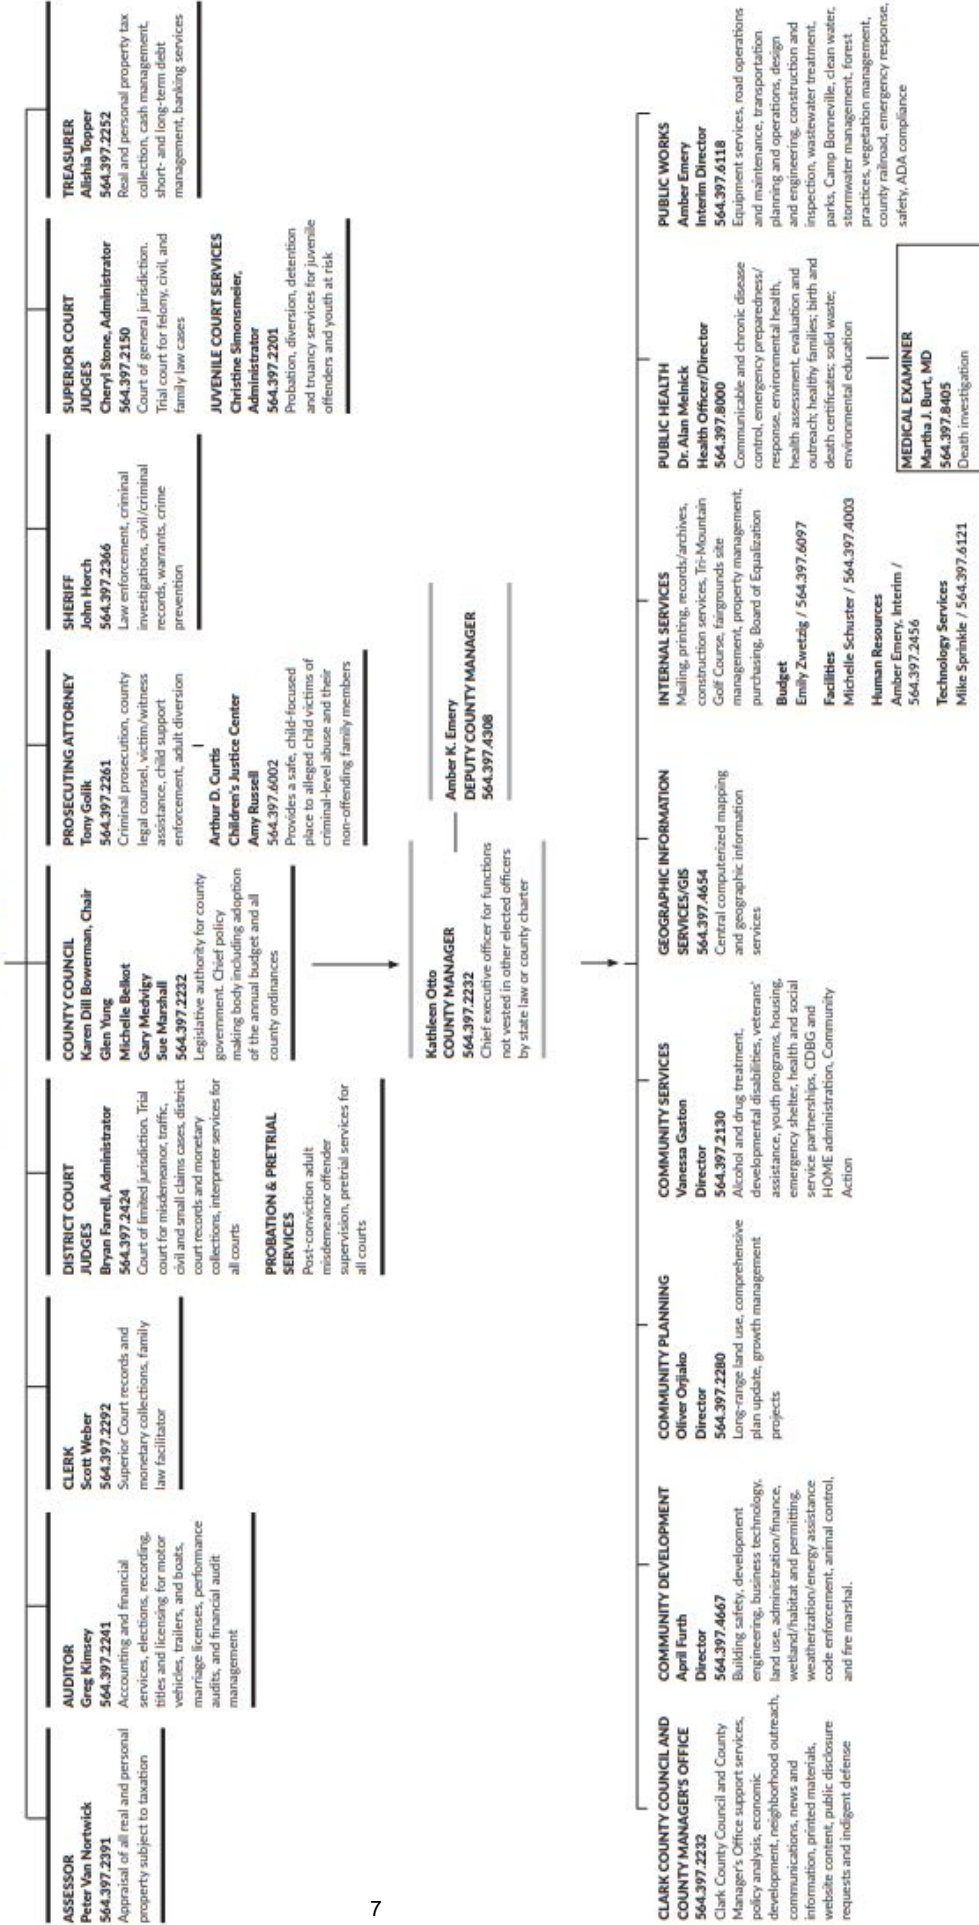 ASSESSOR
Peter Van Nortwick
564.397.2391
Appraisal of all real and personal
property subject to taxation
AUDITOR
Greg Kimsey
564.397.2241
Accounting and financial
services, elections, recording,
titles and licensing for motor
vehicles, trailers, and boats,
marriage licenses, performance
audits, and financial audit
management
CLERK
Scott Weber
564.397.2292
Superior Court records and
monetary collections, family
law facilitator
DISTRICT COURT
JUDGES
Bryan Farrell, Administrator
564.397.2424
Court of limited jurisdiction. Trial
court for misdemeanor, traffic,
civil and small claims cases, district
court records and monetary
collections, interpreter services for
all courts
PROBATION & PRETRIAL
SERVICES
Post-conviction adult
misdemeanor offender
supervision, pretrial services for
all courts
COUNTY COUNCIL
Karen Dill Bowerman, Chair
Glen Yung
Michelle Belkot
Gary Medvigy
Sue Marshall
564.397.2232
Legislative authority for county
government. Chief policy
making body including adoption
of the annual budget and all
county ordinances
PROSECUTING ATTORNEY
Tony Golik
564.397.2261
Criminal prosecution, county
legal counsel, victim/witness
assistance, child support
enforcement, adult diversion
Arthur D. Curtis
Children's Justice Center
Amy Russell
564.397.6002
Provides a safe, child-focused
place to alleged child victims of
criminal-level abuse and their
non-offending family members
SHERIFF
John Horch
564.397.2366
Law enforcement, criminal
investigations, civil/criminal
records, warrants, crime
prevention
SUPERIOR COURT
JUDGES
Cheryl Stone, Administrator
564.397.2150
Court of general jurisdiction.
Trial court for felony, civil, and
family law cases
JUVENILE COURT SERVICES
Christine Simonsmeier,
Administrator
564.397.2201
Probation, diversion, detention
and truancy services for juvenile
offenders and youth at risk
TREASURER
Alishia Topper
564.397.2252
Real and personal property tax
collection, cash management,
short- and long-term debt
management, banking services
Kathleen Otto
COUNTY MANAGER
564.397.2232
Chief executive officer for functions
not vested in other elected officers
by state law or county charter
Amber K. Emery
DEPUTY COUNTY MANAGER
564.397.4308
CLARK COUNTY COUNCIL AND
COUNTY MANAGER'S OFFICE
564.397.2232
Clark County Council and County
Manager's Office support services,
policy analysis, economic
development, neighborhood outreach,
communications, news and
information, printed materials,
website content, public disclosure
requests and indigent defense
COMMUNITY DEVELOPMENT
April Furth
Director
564.397.4667
Building safety, development
engineering, business technology,
land use, administration/finance,
wetland/habitat and permitting,
weatherization/energy assistance
code enforcement, animal control,
and fire marshal.
COMMUNITY PLANNING
Oliver Orjiako
Director
564.397.2280
Long-range land use, comprehensive
plan update, growth management
projects
COMMUNITY SERVICES
Vanessa Gaston
Director
564.397.2130
Alcohol and drug treatment,
developmental disabilities, veterans'
assistance, youth programs, housing,
emergency shelter, health and social
service partnerships, CDBG and
HOME administration, Community
Action
GEOGRAPHIC INFORMATION
SERVICES/GIS
564.397.4654
Central computerized mapping
and geographic information
services
INTERNAL SERVICES
Mailing, printing, records/archives,
construction services, Tri-Mountain
Golf Course, fairgrounds site
management, property management,
purchasing, Board of Equalization
Budget
Emily Zwetzig / 564.397.6097
Facilities
Michelle Schuster / 564.397.4003
Human Resources
Amber Emery, Interim /
564.397.2456
Technology Services
Mike Sprinkle / 564.397.6121
PUBLIC HEALTH
Dr. Alan Melnick
Health Officer/Director
564.397.8000
Communicable and chronic disease
control, emergency preparedness/
response, environmental health,
health assessment, evaluation and
outreach; healthy families; birth and
death certificates; solid waste;
environmental education
MEDICAL EXAMINER
Martha J. Burt, MD
564.397.8405
Death investigation
PUBLIC WORKS
Amber Emery
Interim Director
564.397.6118
Equipment services, road operations
and maintenance, transportation
planning and operations, design
and engineering, construction and
inspection, wastewater treatment,
parks, Camp Bonneville, clean water,
stormwater management, forest
practices, vegetation management,
county railroad, emergency response,
safety, ADA compliance
7